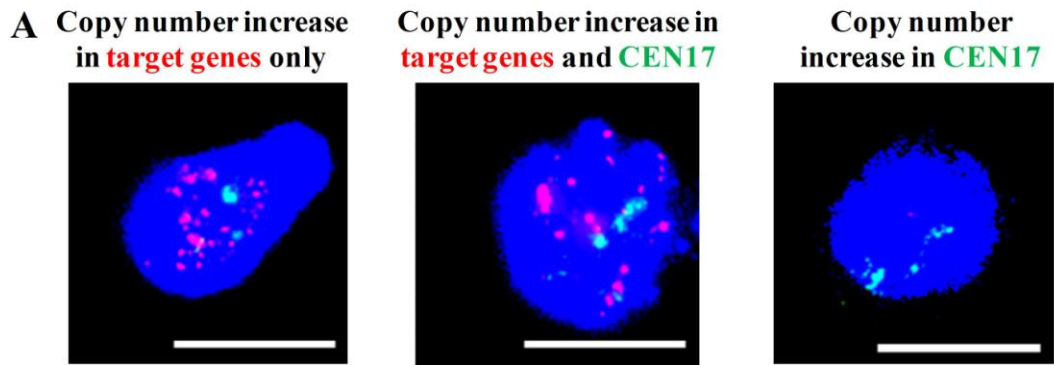 A
Copy number increase
in target genes only
Copy number increase in
target genes and CEN17
Copy number
increase in CEN17